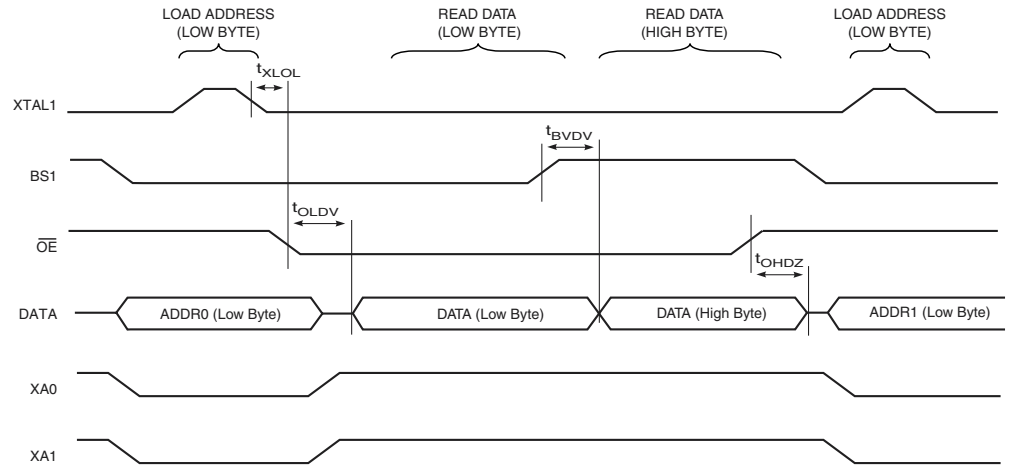 LOAD ADDRESS
(LOW BYTE)
READ DATA
(LOW BYTE)
READ DATA
(HIGH BYTE)
LOAD ADDRESS
(LOW BYTE)
tXLOL
XTAL1
tBVDV
BS1
tOLDV
OE
tOHDZ
DATA
ADDR0 (Low Byte)
DATA (Low Byte)
DATA (High Byte)
ADDR1 (Low Byte)
XA0
XA1